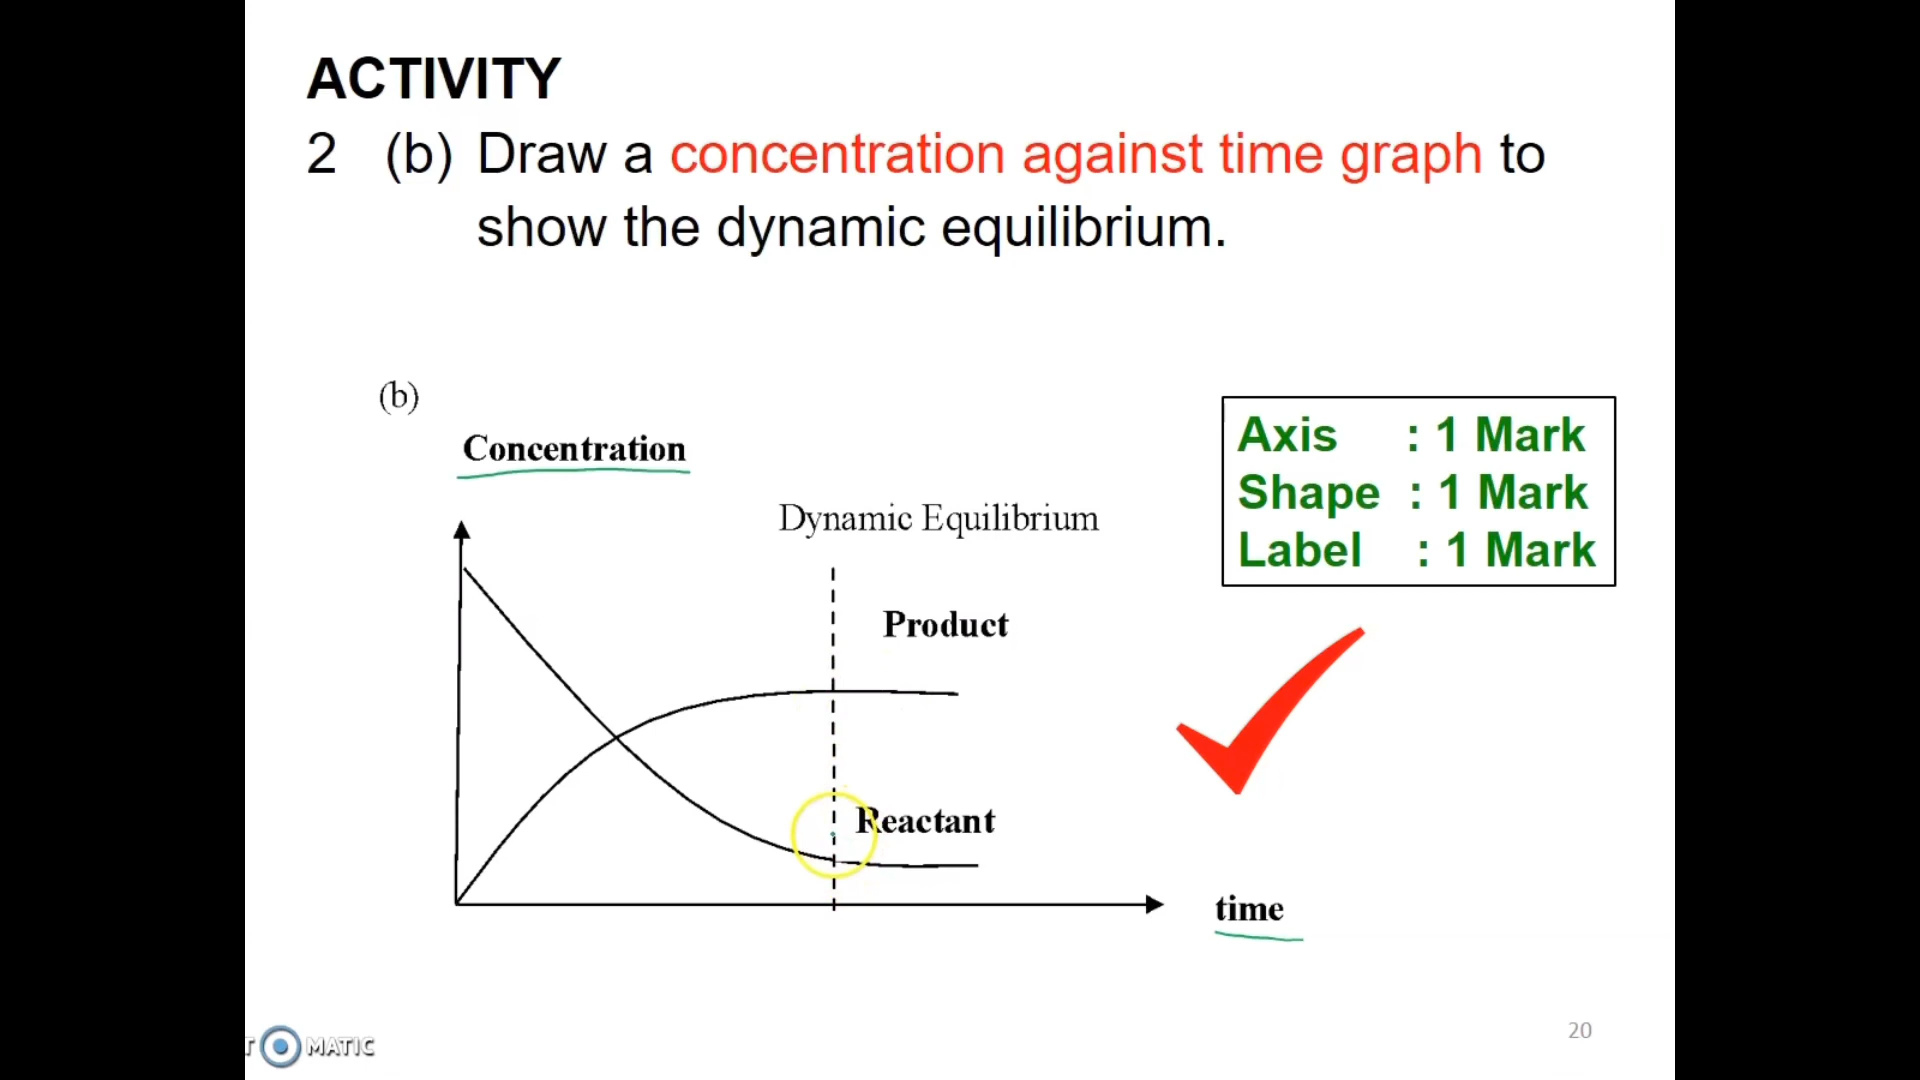 ACTIVITY
2 (b) Draw a concentration against time graph to
show the dynamic equilibrium.
(b)
Concentration
Dynamic Equilibrium
Product
Reactant
time
Axis : 1 Mark
Shape : 1 Mark
Label : 1 Mark
MATIC
20